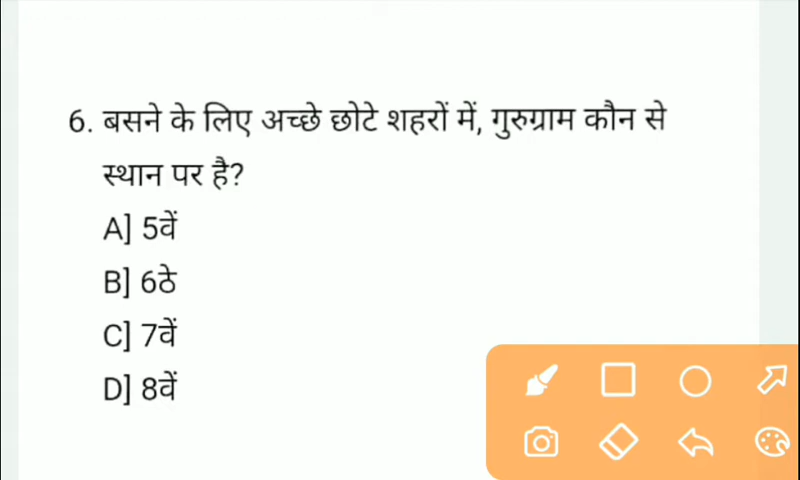 6. बसने के लिए अच्छे छोटे शहरों में, गुरुग्राम कौन से
स्थान पर है?
A] 5वें
B] 6ठे
C] 7वें
D] 8वें